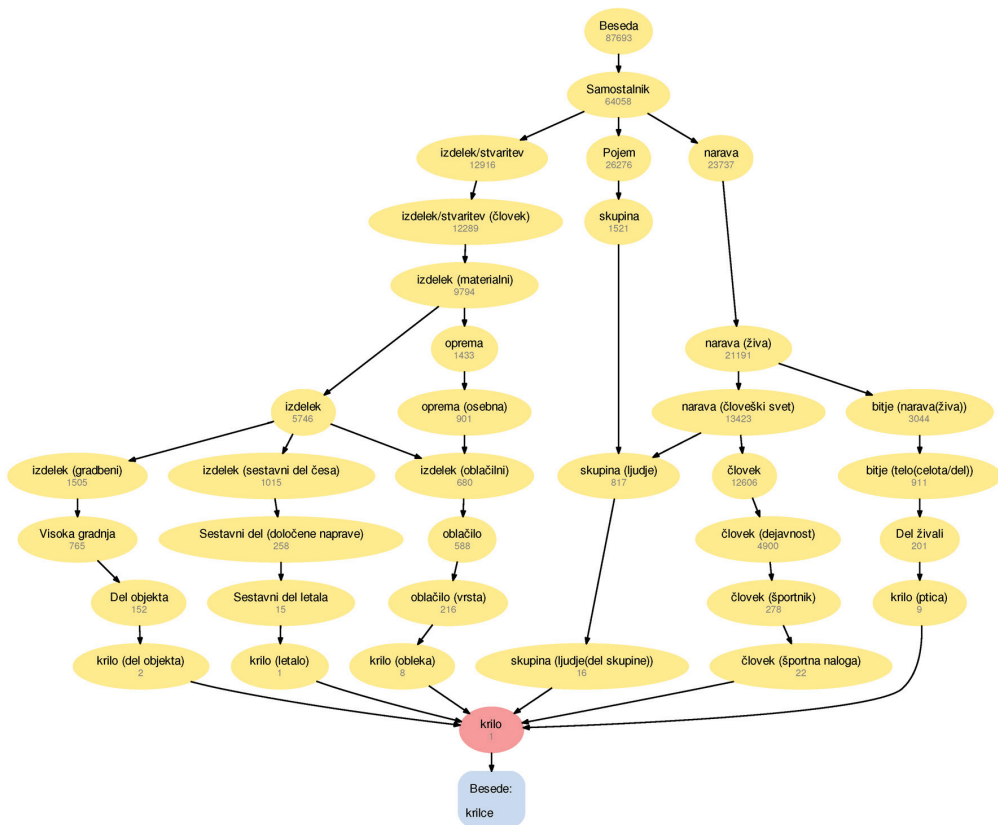 Beseda
87693
Samostalnik
64058
izdelek/stvaritev
12916
Pojem
26276
narava
23737
izdelek/stvaritev (človek)
12289
skupina
1521
izdelek (materialni)
9794
oprema
1433
narava (živa)
21191
izdelek
5746
oprema (osebna)
901
narava (človeški svet)
13423
bitje (narava(živa))
3044
izdelek (gradbeni)
1505
izdelek (sestavni del česa)
1015
izdelek (oblačilni)
680
skupina (ljudje)
817
človek
12606
bitje (telo(celota/del))
911
Visoka gradnja
765
Sestavni del (določene naprave)
258
oblačilo
588
človek (dejavnost)
4900
Del živali
201
Del objekta
152
Sestavni del letala
15
oblačilo (vrsta)
216
človek (športnik)
278
krilo (ptica)
9
krilo (del objekta)
2
krilo (letalo)
1
krilo (obleka)
8
skupina (ljudje(del skupine))
16
človek (športna naloga)
22
krilo
1
Besede:
krilce